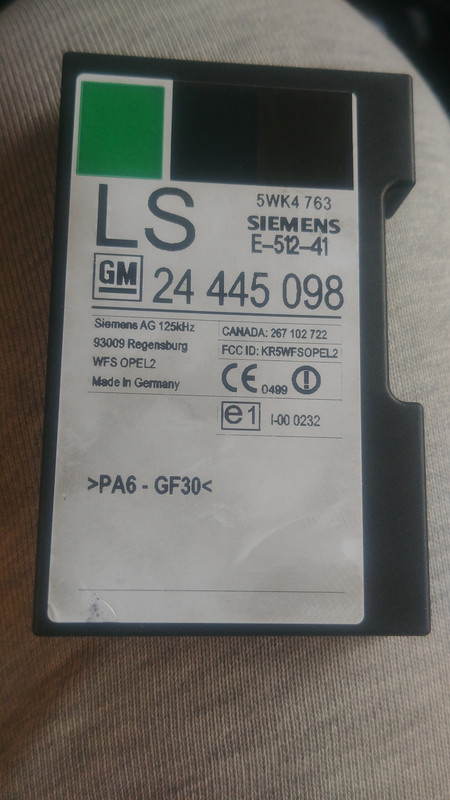 LS
5WK4 763
SIEMENS
E-512-41
GM 24 445 098
Siemens AG 125kHz
93009 Regensburg
WFS OPEL2
Made in Germany
CANADA: 267 102 722
FCC ID: KR5WFSOPEL2
CE 0499
e1 I-00 0232
>PA6 - GF30<